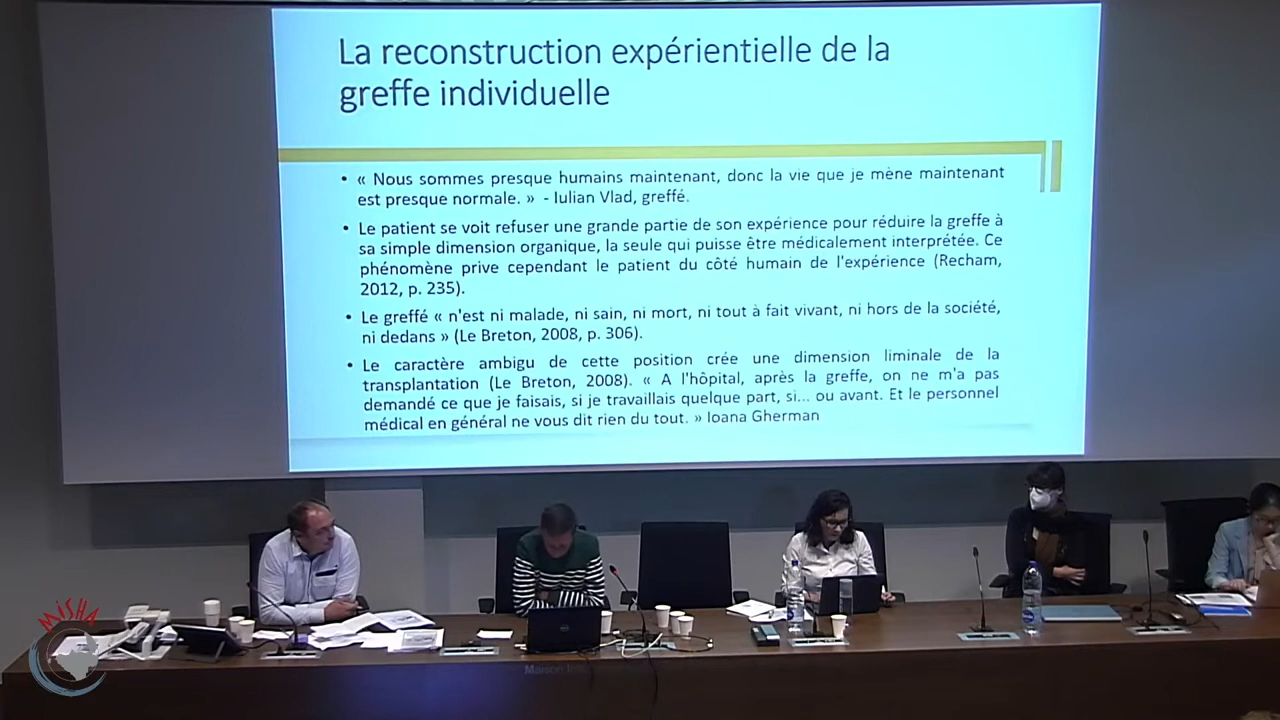 La reconstruction expérientielle de la
greffe individuelle
• « Nous sommes presque humains maintenant, donc la vie que je mène maintenant
est presque normale. » - Iulian Vlad, greffé.
• Le patient se voit refuser une grande partie de son expérience pour réduire la greffe à
sa simple dimension organique, la seule qui puisse être médicalement interprétée. Ce
phénomène prive cependant le patient du côté humain de l'expérience (Recham,
2012, p. 235).
• Le greffé « n'est ni malade, ni sain, ni mort, ni tout à fait vivant, ni hors de la société,
ni dedans » (Le Breton, 2008, p. 306).
• Le caractère ambigu de cette position crée une dimension liminale de la
transplantation (Le Breton, 2008). « A l'hôpital, après la greffe, on ne m'a pas
demandé ce que je faisais, si je travaillais quelque part, si... ou avant. Et le personnel
médical en général ne vous dit rien du tout. » Ioana Gherman
MISHA
Maison